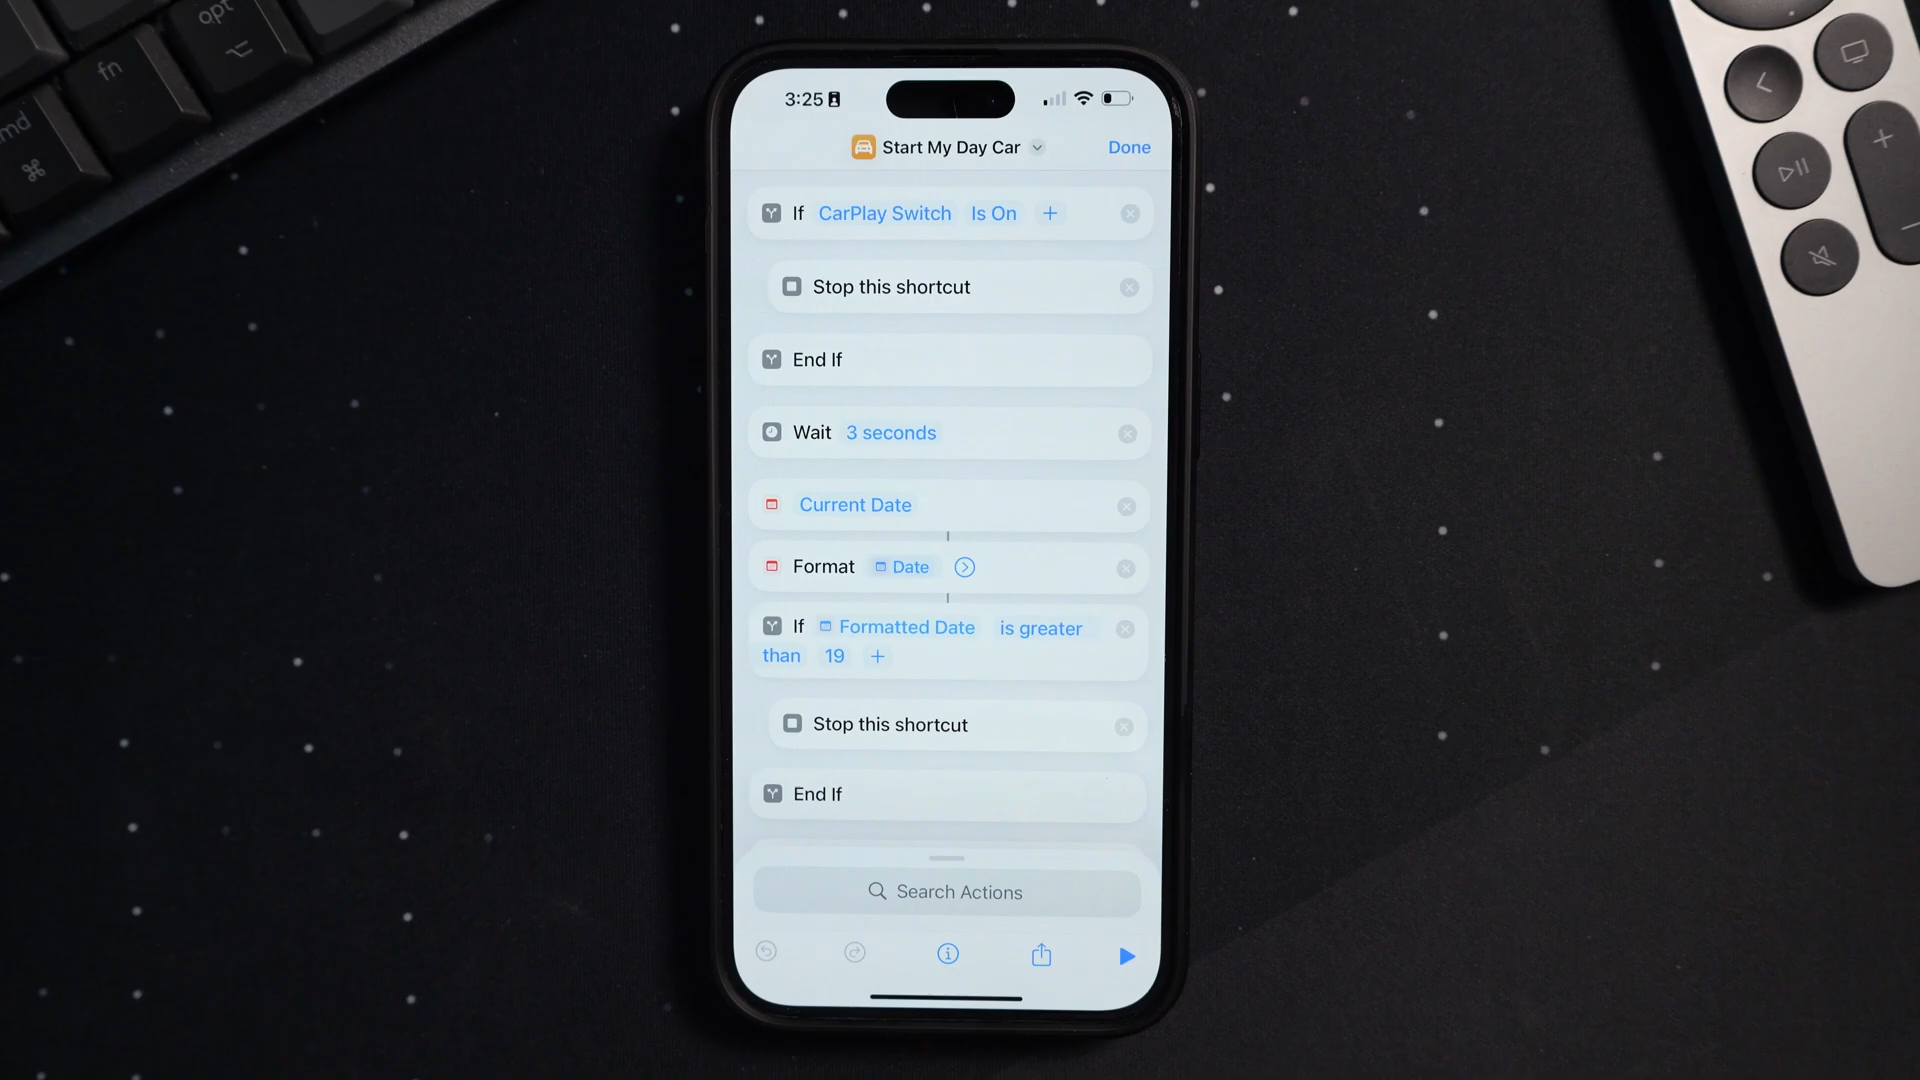 opt
fn
md
3:25
Start My Day Car
Done
If CarPlay Switch Is On +
Stop this shortcut
End If
Wait 3 seconds
Current Date
Format Date
If Formatted Date is greater
than 19 +
Stop this shortcut
End If
Search Actions